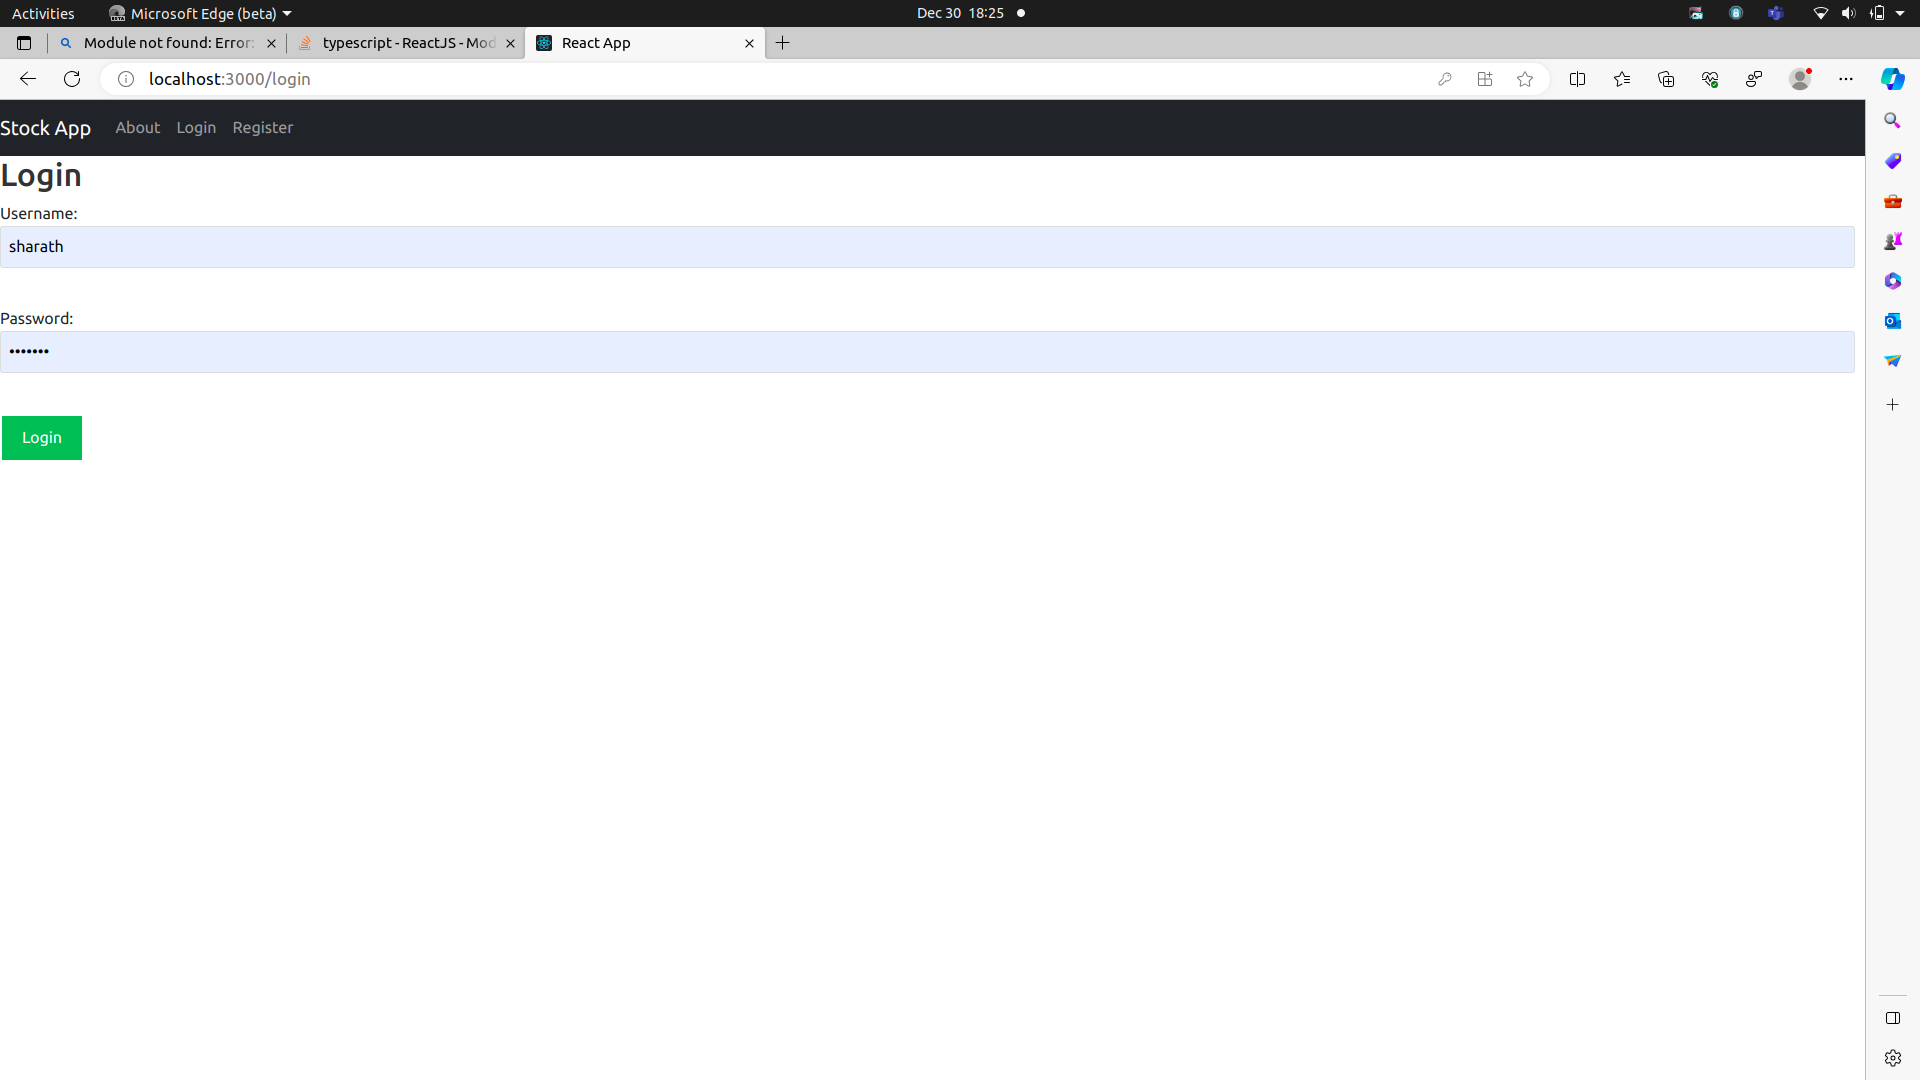 Activities Microsoft Edge (beta) Dec 30 18:25
Module not found: Error: typescript - ReactJS - Mod React App
localhost:3000/login
Stock App About Login Register
Login
Username:
sharath
Password:
•••••••
Login